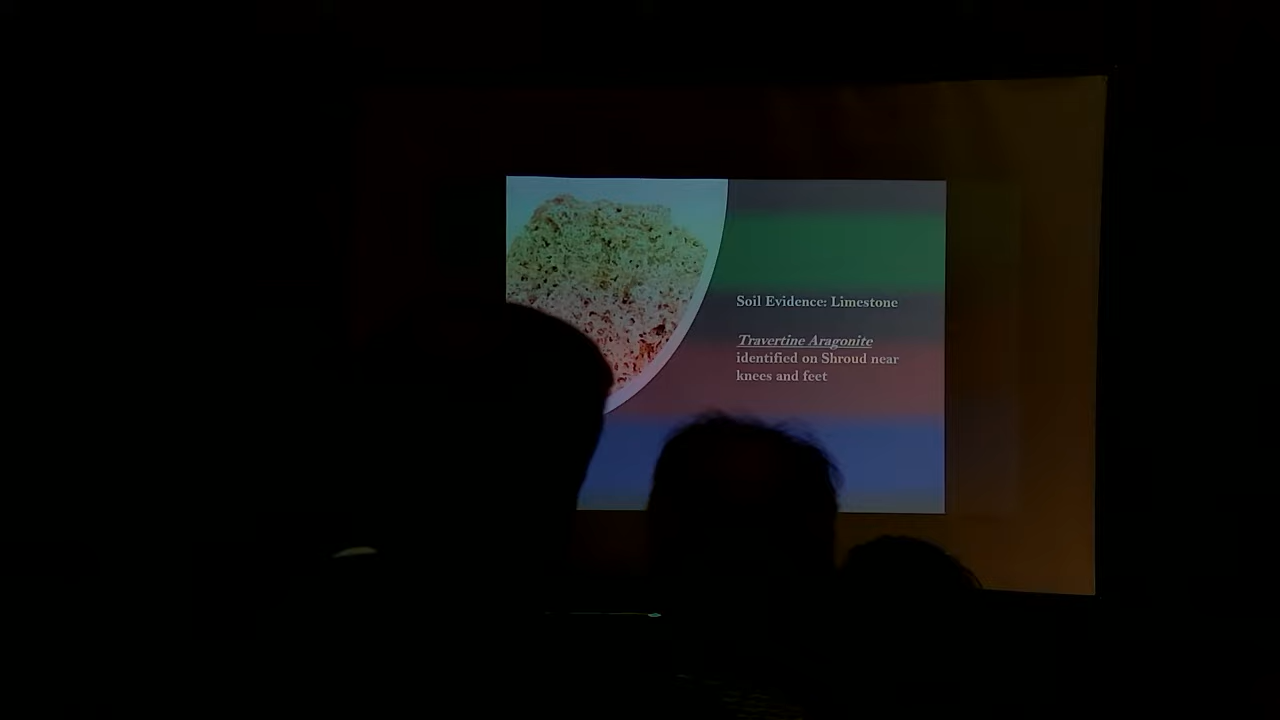 Soil Evidence: Limestone
Travertine Aragonite
identified on Shroud near
knees and feet